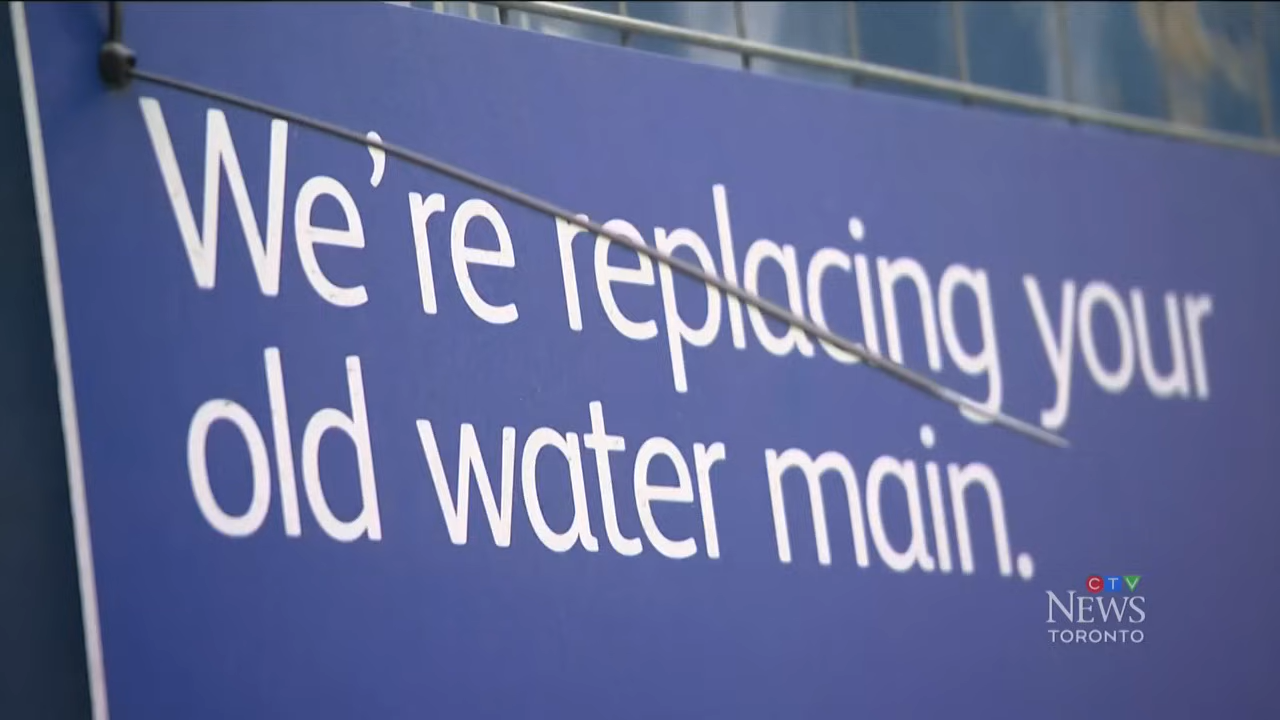 We’re replacing your
old water main.
CTV
NEWS
TORONTO